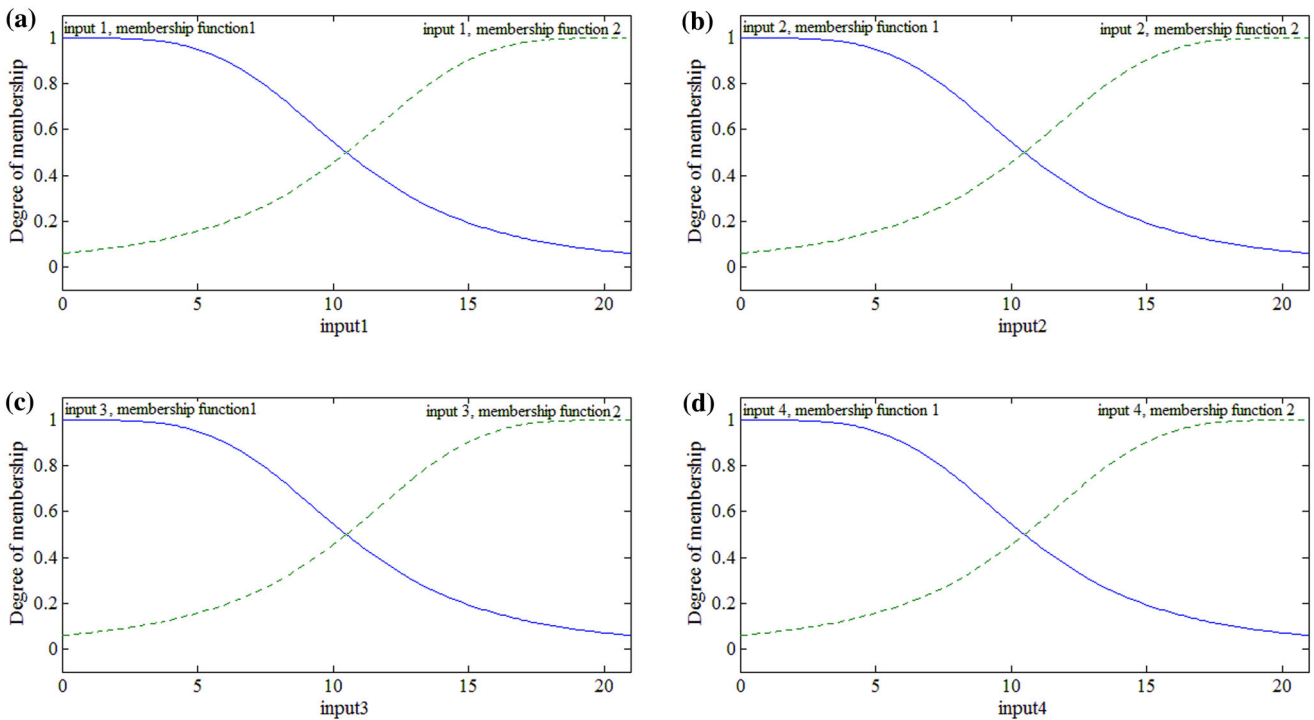 (a)
input 1, membership function1
input 1, membership function 2
Degree of membership
1
0.8
0.6
0.4
0.2
0
0 5 10 15 20
input1
(b)
input 2, membership function 1
input 2, membership function 2
Degree of membership
1
0.8
0.6
0.4
0.2
0
0 5 10 15 20
input2
(c)
input 3, membership function1
input 3, membership function 2
Degree of membership
1
0.8
0.6
0.4
0.2
0
0 5 10 15 20
input3
(d)
input 4, membership function 1
input 4, membership function 2
Degree of membership
1
0.8
0.6
0.4
0.2
0
0 5 10 15 20
input4